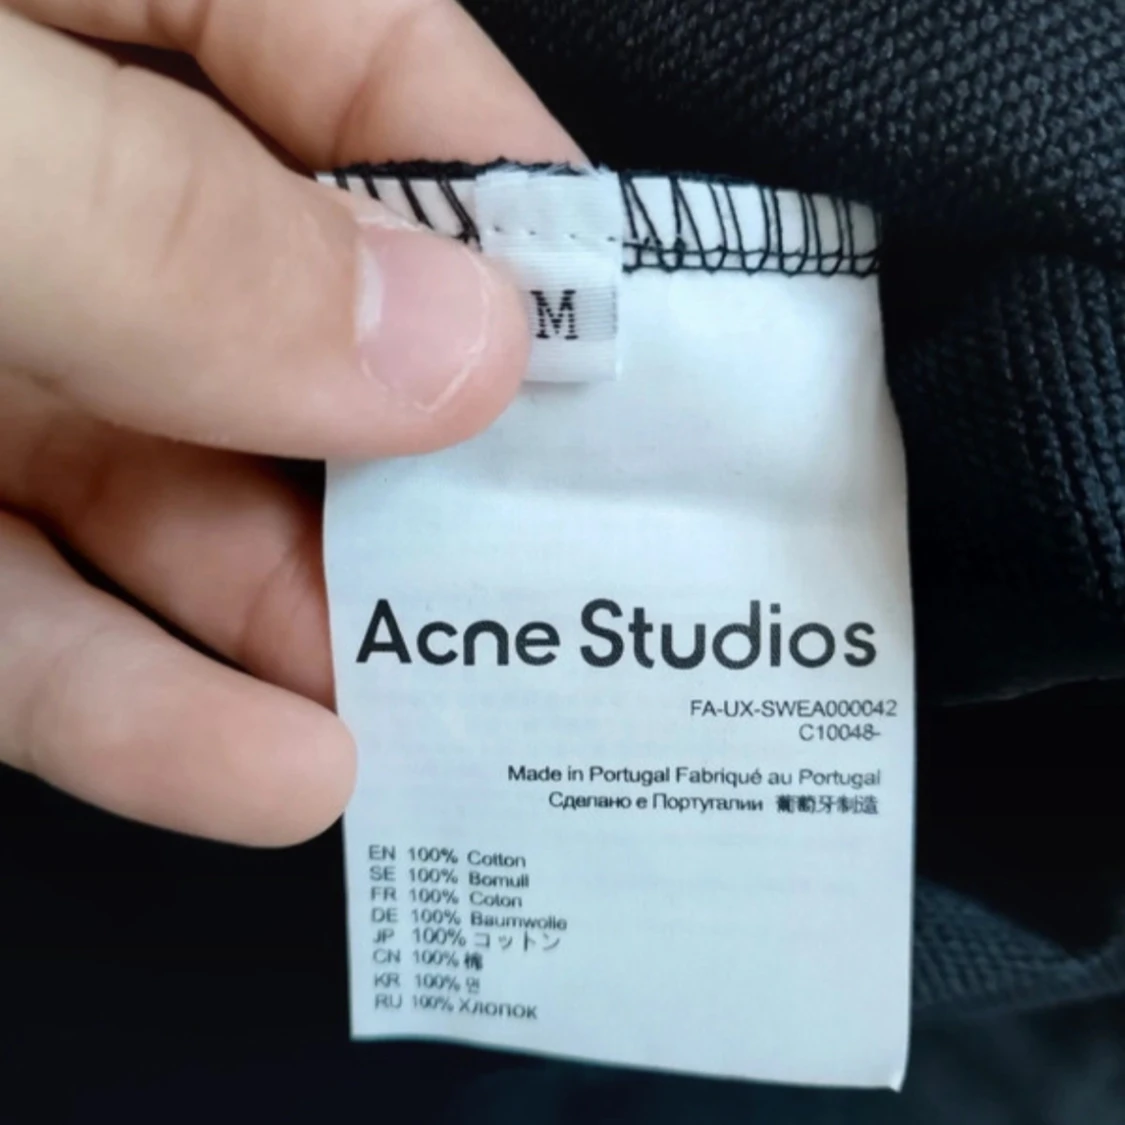 M
Acne Studios
FA-UX-SWEA000042
C10048-
Made in Portugal Fabriqué au Portugal
Сделано е Португалии 葡萄牙制造
EN 100% Cotton
SE 100% Bomull
FR 100% Coton
DE 100% Baumwolle
JP 100% コットン
CN 100% 棉
KR 100% 면
RU 100% Хлопок